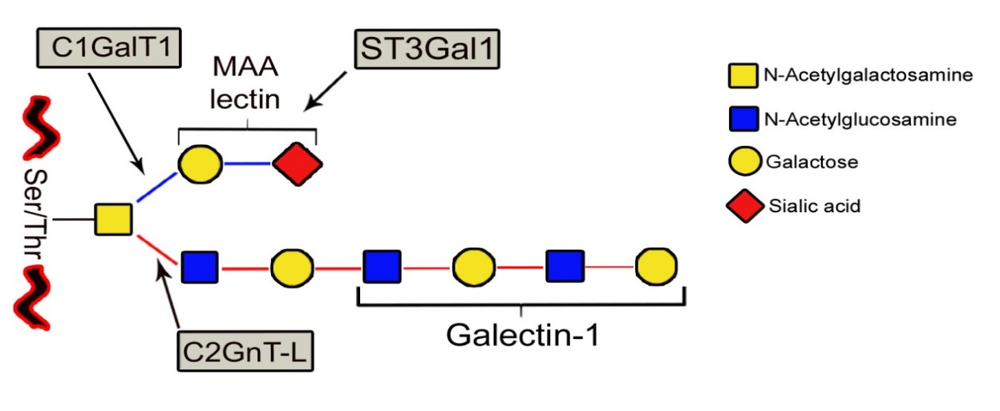 C1GalT1
ST3Gal1
MAA
lectin
Ser/Thr
C2GnT-L
Galectin-1
N-Acetylgalactosamine
N-Acetylglucosamine
Galactose
Sialic acid